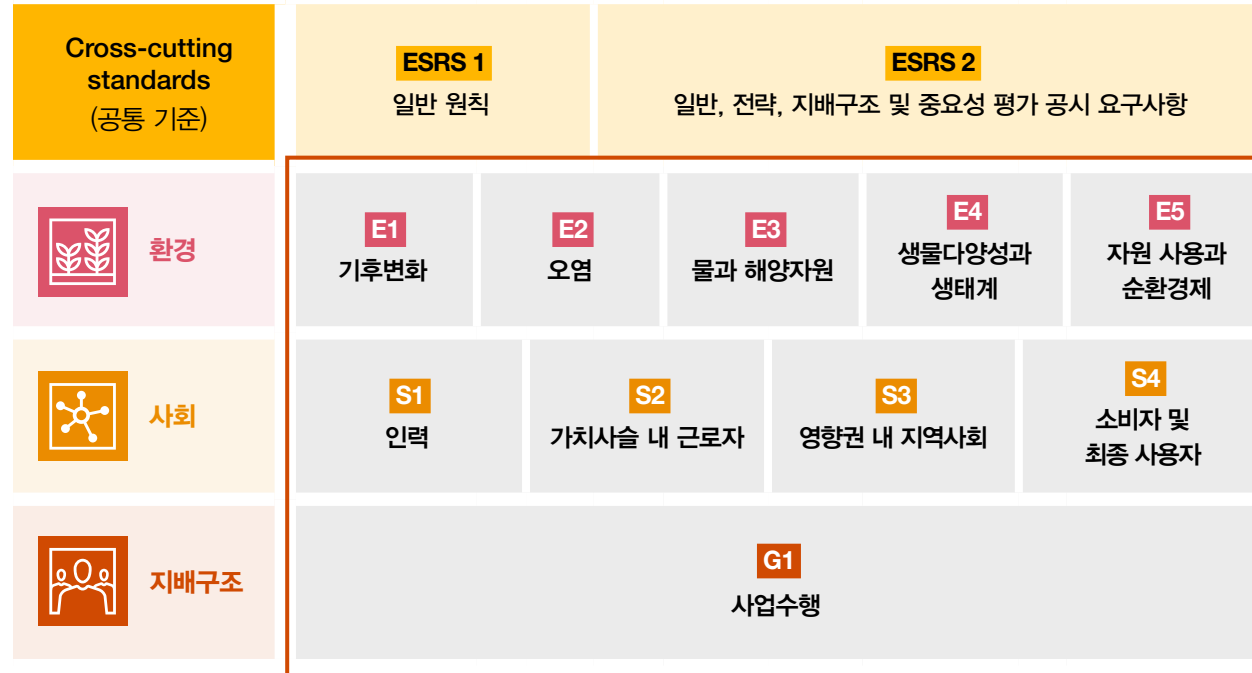 Cross-cutting
standards
(공통 기준)
ESRS 1
일반 원칙
ESRS 2
일반, 전략, 지배구조 및 중요성 평가 공시 요구사항
환경
E1
기후변화
E2
오염
E3
물과 해양자원
E4
생물다양성과
생태계
E5
자원 사용과
순환경제
사회
S1
인력
S2
가치사슬 내 근로자
S3
영향권 내 지역사회
S4
소비자 및
최종 사용자
지배구조
G1
사업수행